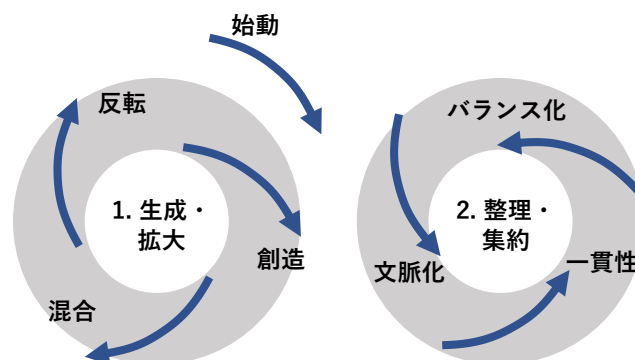 始動
反転
バランス化
1. 生成・
拡大
2. 整理・
集約
創造
文脈化
一貫性
混合